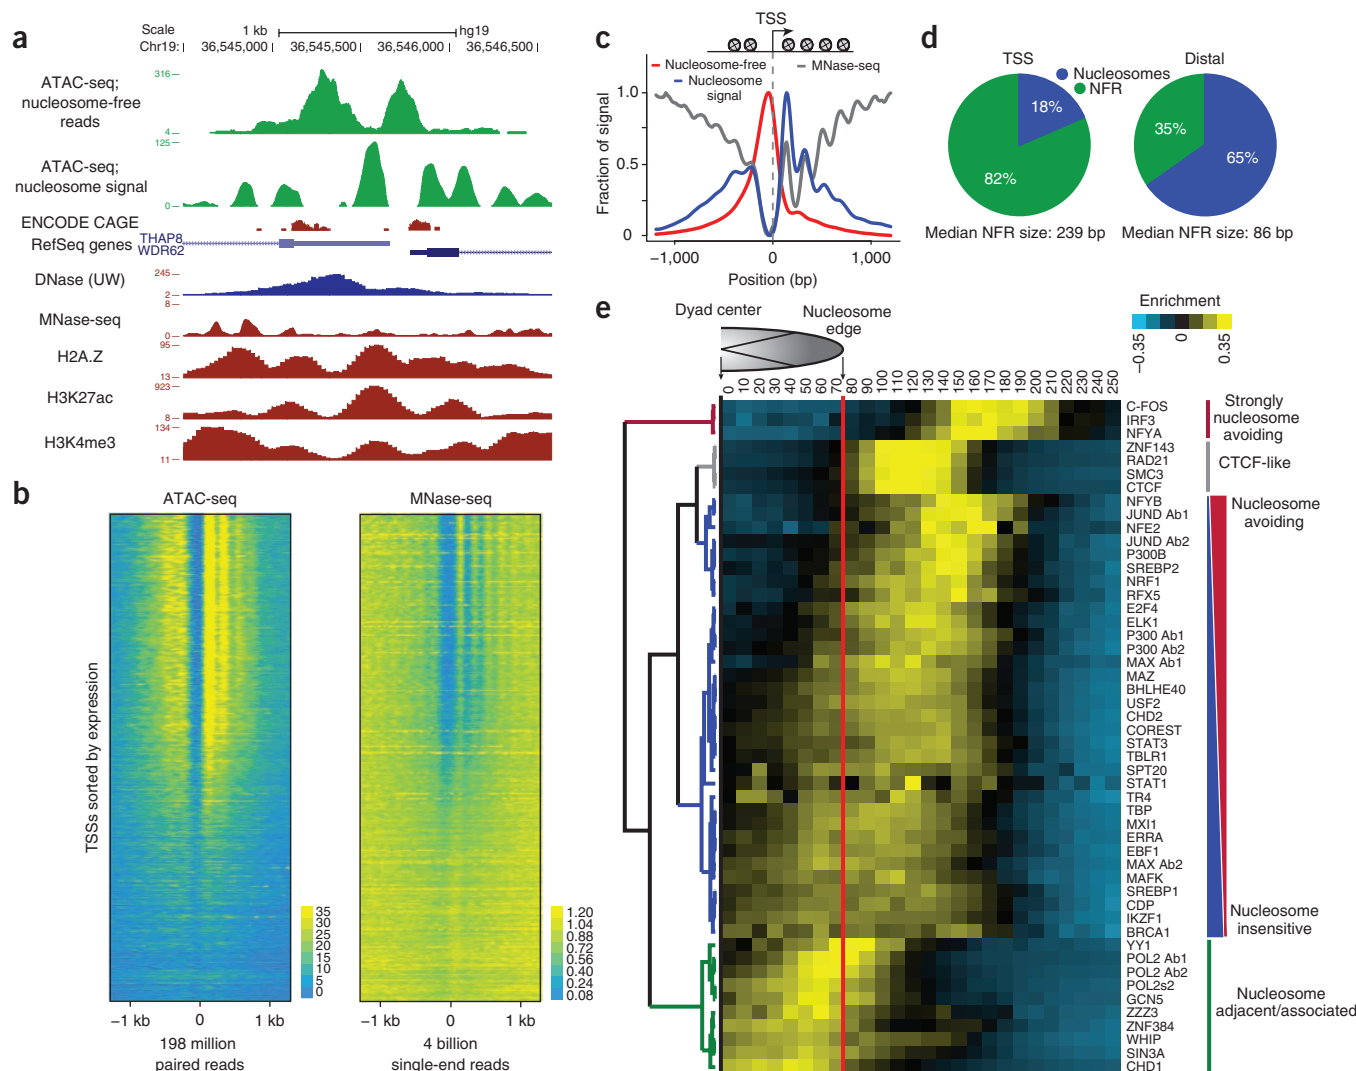 a
Scale 1 kb hg19
Chr19: 36,545,000 36,545,500 36,546,000 36,546,500
ATAC-seq;
nucleosome-free
reads
316
4
ATAC-seq;
nucleosome signal
125
0
ENCODE CAGE
RefSeq genes
THAP8
WDR62
DNase (UW)
245
2
MNase-seq
8
0
H2A.Z
95
13
H3K27ac
923
8
H3K4me3
134
11
b
ATAC-seq
MNase-seq
TSSs sorted by expression
35
30
25
20
15
10
5
0
1.20
1.04
0.88
0.72
0.56
0.40
0.24
0.08
−1 kb 0 1 kb
−1 kb 0 1 kb
198 million
paired reads
4 billion
single-end reads
c
TSS
Nucleosome-free
Nucleosome
signal
MNase-seq
Fraction of signal
1.0
0.5
0
−1,000 0 1,000
Position (bp)
d
TSS
Nucleosomes
NFR
Distal
18%
82%
35%
65%
Median NFR size: 239 bp
Median NFR size: 86 bp
e
Dyad center
Nucleosome
edge
Enrichment
−0.35 0 0.35
0 10 20 30 40 50 60 70 80 90 100 110 120 130 140 150 160 170 180 190 200 210 220 230 240 250
C-FOS
IRF3
NFYA
ZNF143
RAD21
SMC3
CTCF
NFYB
JUND Ab1
NFE2
JUND Ab2
P300B
SREBP2
NRF1
RFX5
E2F4
ELK1
P300 Ab1
P300 Ab2
MAX Ab1
MAZ
BHLHE40
USF2
CHD2
COREST
STAT3
TBLR1
SPT20
STAT1
TR4
TBP
MXI1
ERRA
EBF1
MAX Ab2
MAFK
SREBP1
CDP
IKZF1
BRCA1
YY1
POL2 Ab1
POL2 Ab2
POL2s2
GCN5
ZZZ3
ZNF384
WHIP
SIN3A
CHD1
Strongly
nucleosome
avoiding
CTCF-like
Nucleosome
avoiding
Nucleosome
insensitive
Nucleosome
adjacent/associated